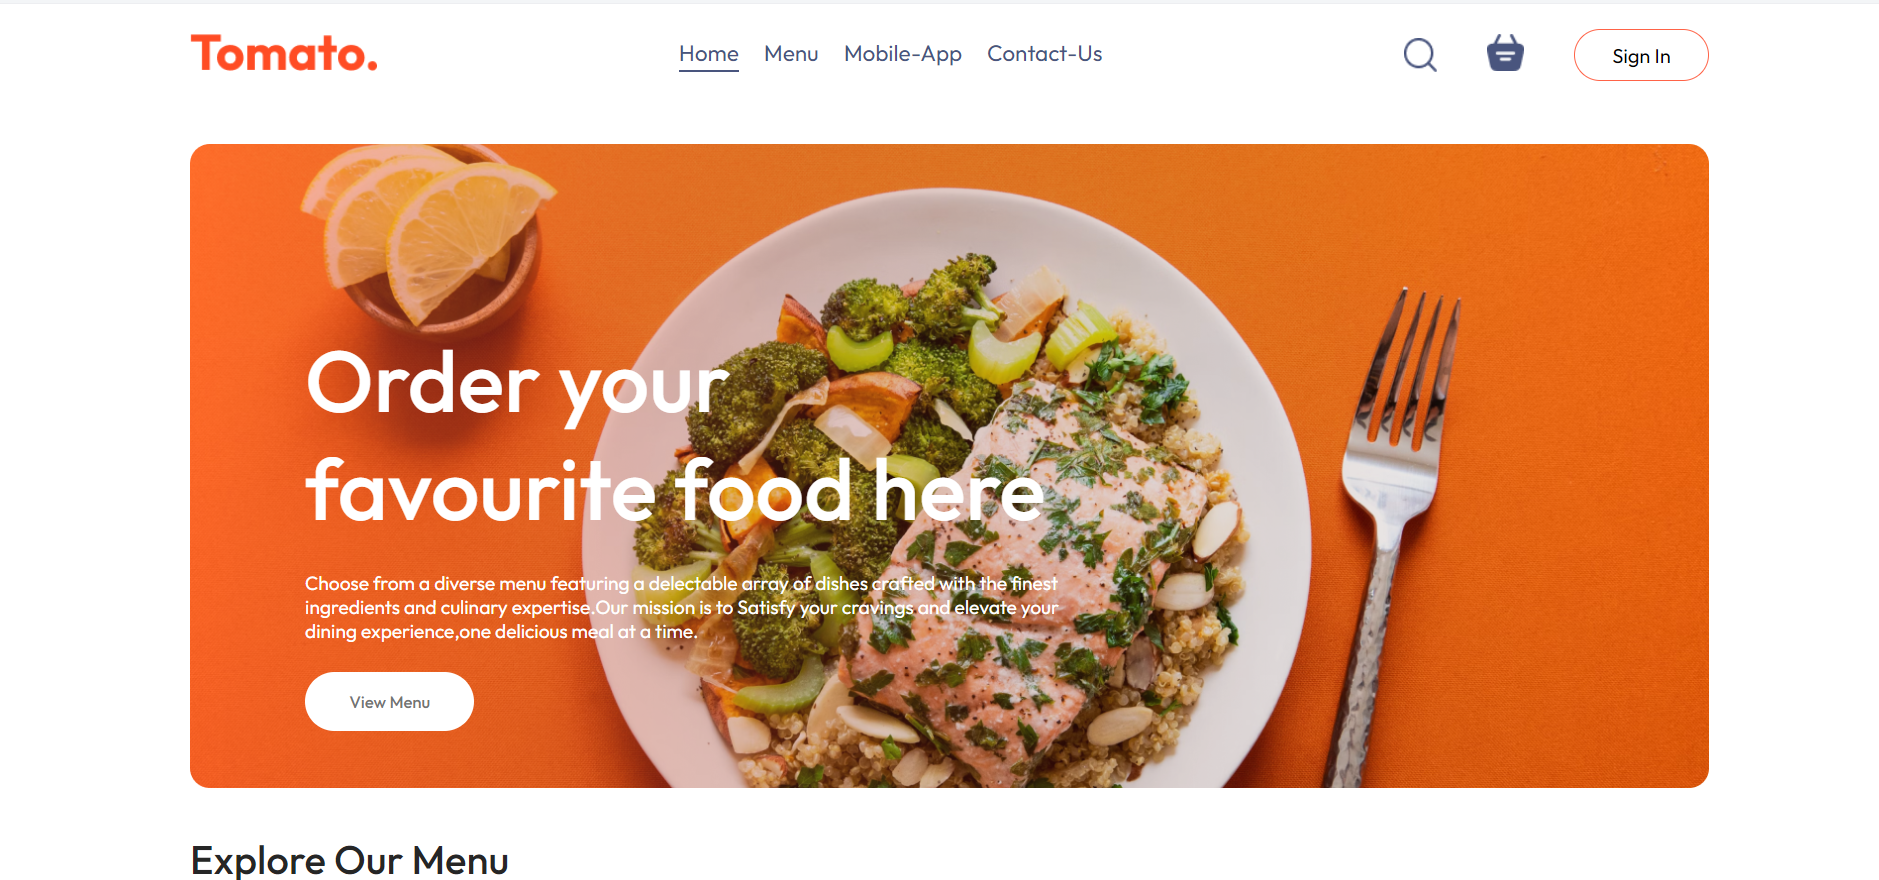 Tomato.
Home Menu Mobile-App Contact-Us
Sign In
Order your
favourite food here
Choose from a diverse menu featuring a delectable array of dishes crafted with the finest
ingredients and culinary expertise.Our mission is to Satisfy your cravings and elevate your
dining experience,one delicious meal at a time.
View Menu
Explore Our Menu